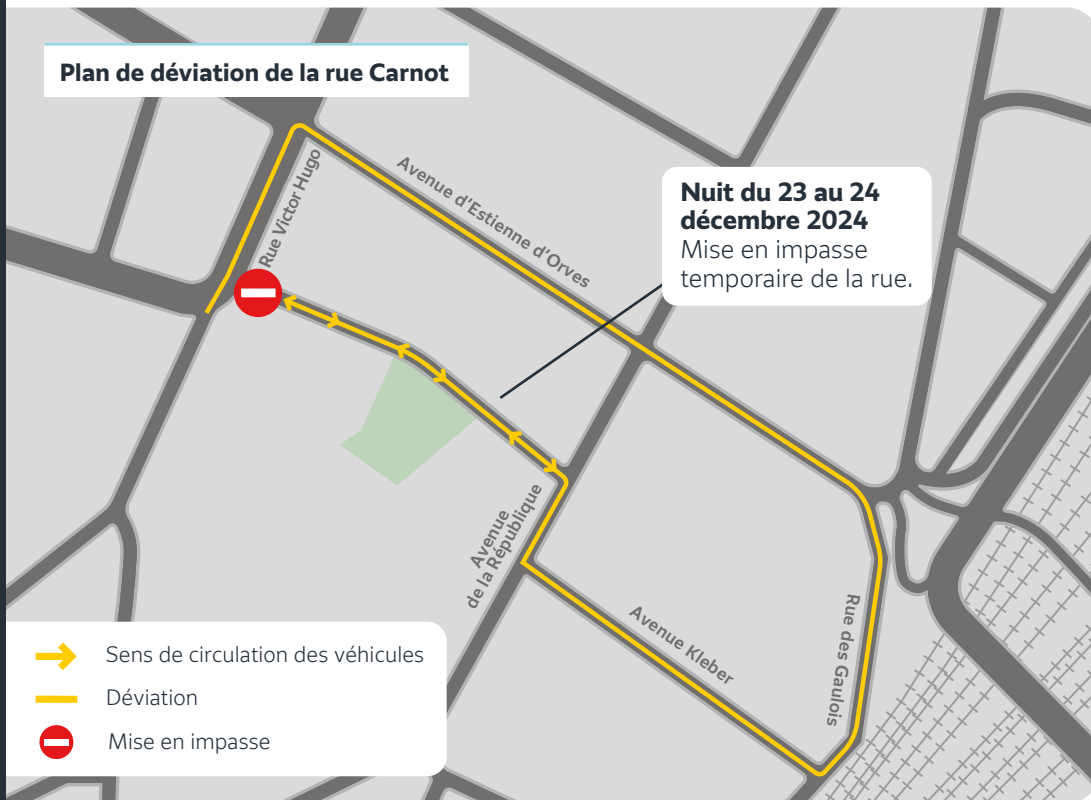 Plan de déviation de la rue Carnot
Rue Victor Hugo
Avenue d'Estienne d'Orves
Nuit du 23 au 24
décembre 2024
Mise en impasse
temporaire de la rue.
Avenue
de la République
Avenue Kleber
Rue des Gaulois
Sens de circulation des véhicules
Déviation
Mise en impasse